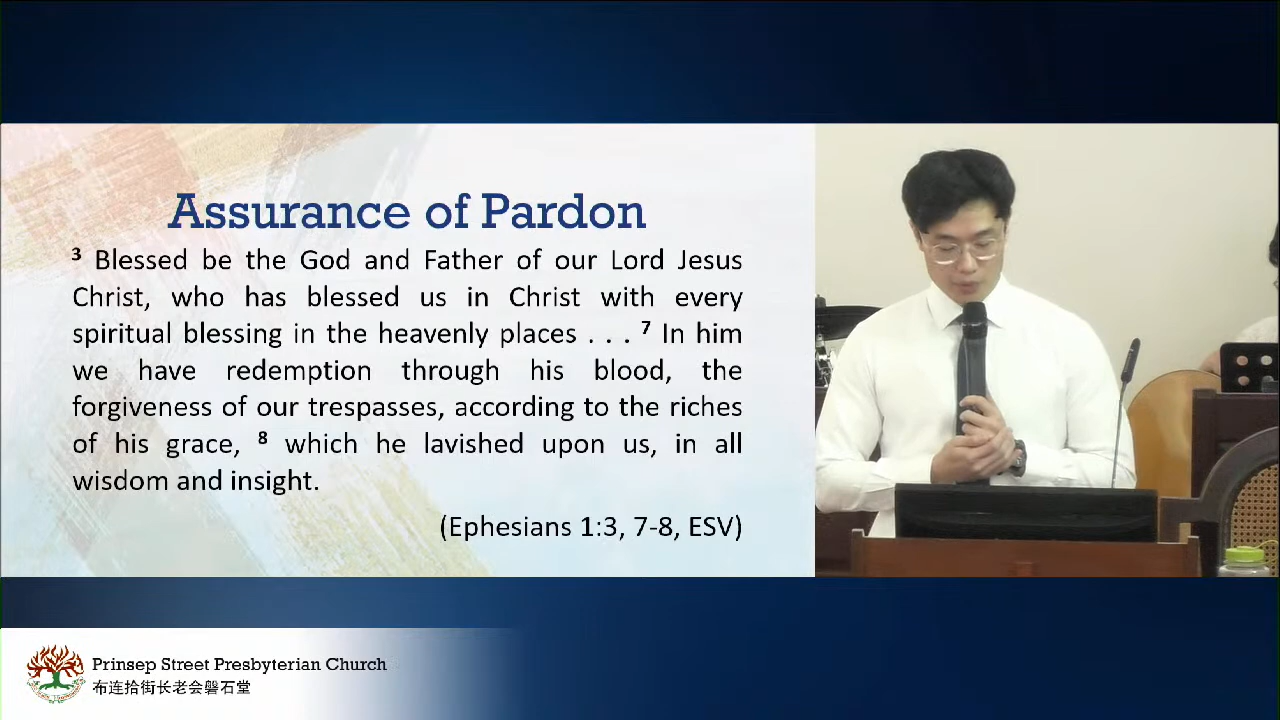 Assurance of Pardon
³ Blessed be the God and Father of our Lord Jesus
Christ, who has blessed us in Christ with every
spiritual blessing in the heavenly places . . . ⁷ In him
we have redemption through his blood, the
forgiveness of our trespasses, according to the riches
of his grace, ⁸ which he lavished upon us, in all
wisdom and insight.
(Ephesians 1:3, 7-8, ESV)
Prinsep Street Presbyterian Church
布连拾街长老会磐石堂